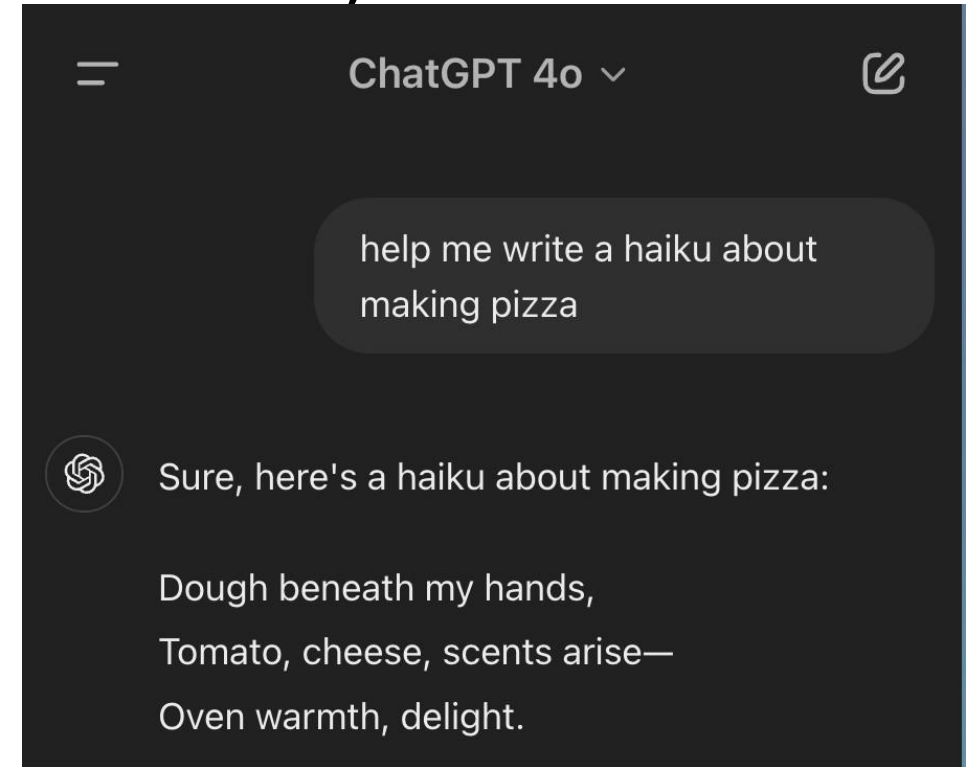 ChatGPT 4o
help me write a haiku about
making pizza
Sure, here's a haiku about making pizza:
Dough beneath my hands,
Tomato, cheese, scents arise—
Oven warmth, delight.